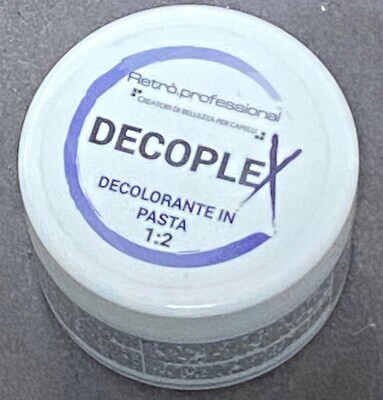 Retrò.professional
CREATORI DI BELLEZZA PER CAPELLI
DECOPLEX
DECOLORANTE IN
PASTA
1:2